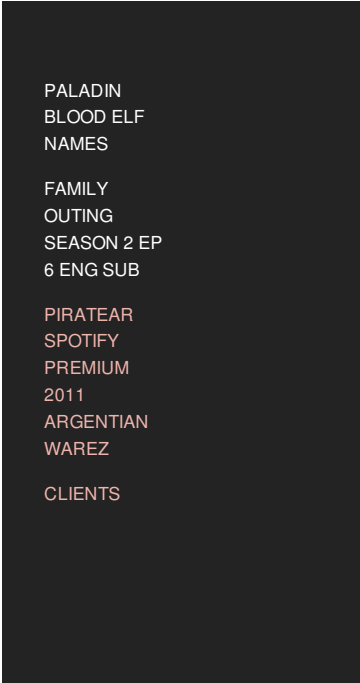 PALADIN
BLOOD ELF
NAMES
FAMILY
OUTING
SEASON 2 EP
6 ENG SUB
PIRATEAR
SPOTIFY
PREMIUM
2011
ARGENTIAN
WAREZ
CLIENTS